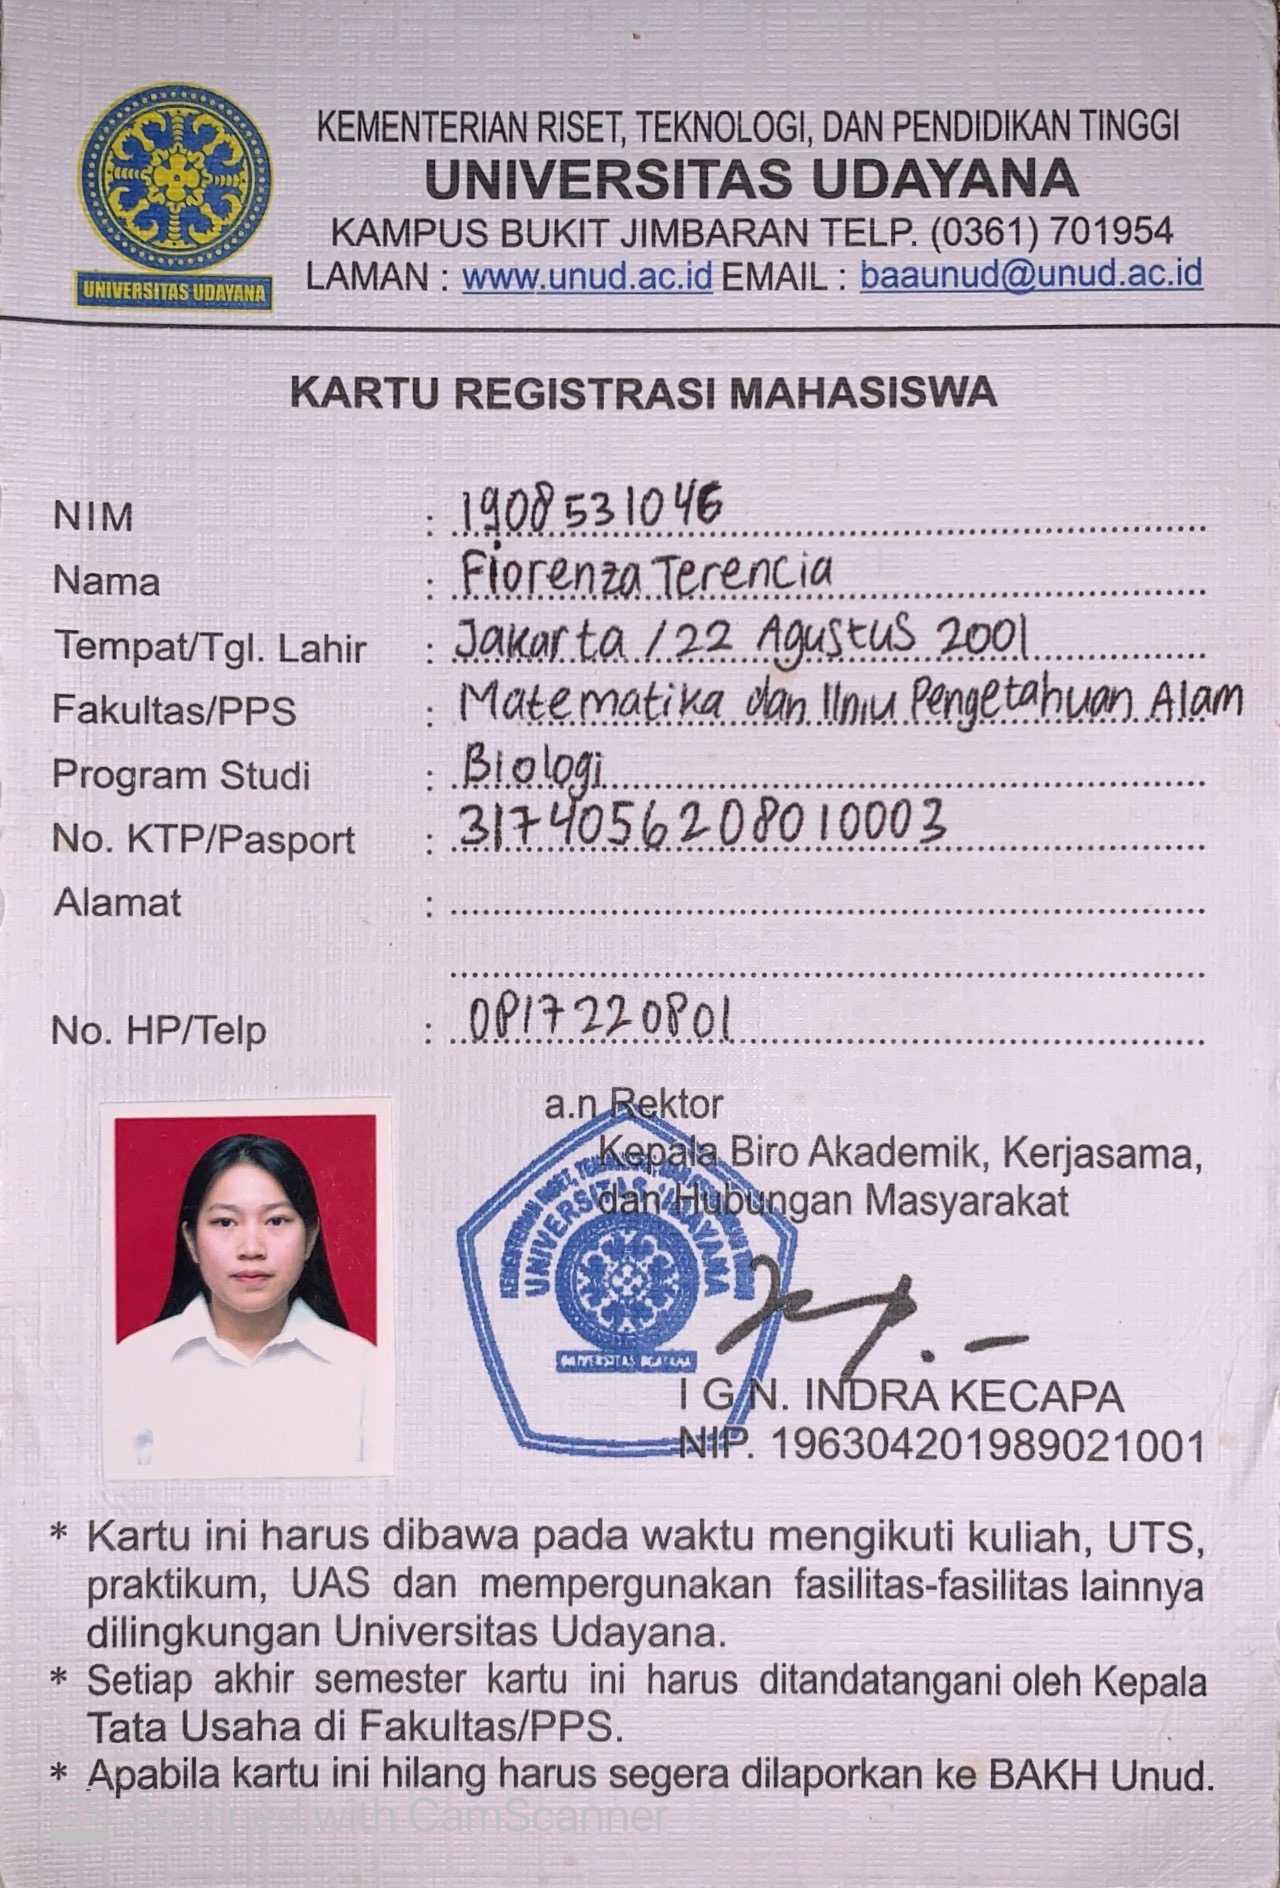 KEMENTERIAN RISET, TEKNOLOGI, DAN PENDIDIKAN TINGGI
UNIVERSITAS UDAYANA
KAMPUS BUKIT JIMBARAN TELP. (0361) 701954
LAMAN : www.unud.ac.id EMAIL : baaunud@unud.ac.id
UNIVERSITAS UDAYANA
KARTU REGISTRASI MAHASISWA
NIM : 1908531046
Nama : Fiorenza Terencia
Tempat/Tgl. Lahir : Jakarta / 22 Agustus 2001
Fakultas/PPS : Matematika dan Ilmu Pengetahuan Alam
Program Studi : Biologi
No. KTP/Pasport : 3174056208010003
Alamat :
No. HP/Telp : 0817220801
a.n Rektor
Kepala Biro Akademik, Kerjasama,
dan Hubungan Masyarakat
UNIVERSITAS UDAYANA
UNIVERSITAS UDAYANA
I G N. INDRA KECAPA
NIP. 196304201989021001
* Kartu ini harus dibawa pada waktu mengikuti kuliah, UTS,
praktikum, UAS dan mempergunakan fasilitas-fasilitas lainnya
dilingkungan Universitas Udayana.
* Setiap akhir semester kartu ini harus ditandatangani oleh Kepala
Tata Usaha di Fakultas/PPS.
* Apabila kartu ini hilang harus segera dilaporkan ke BAKH Unud.
Scanned with CamScanner